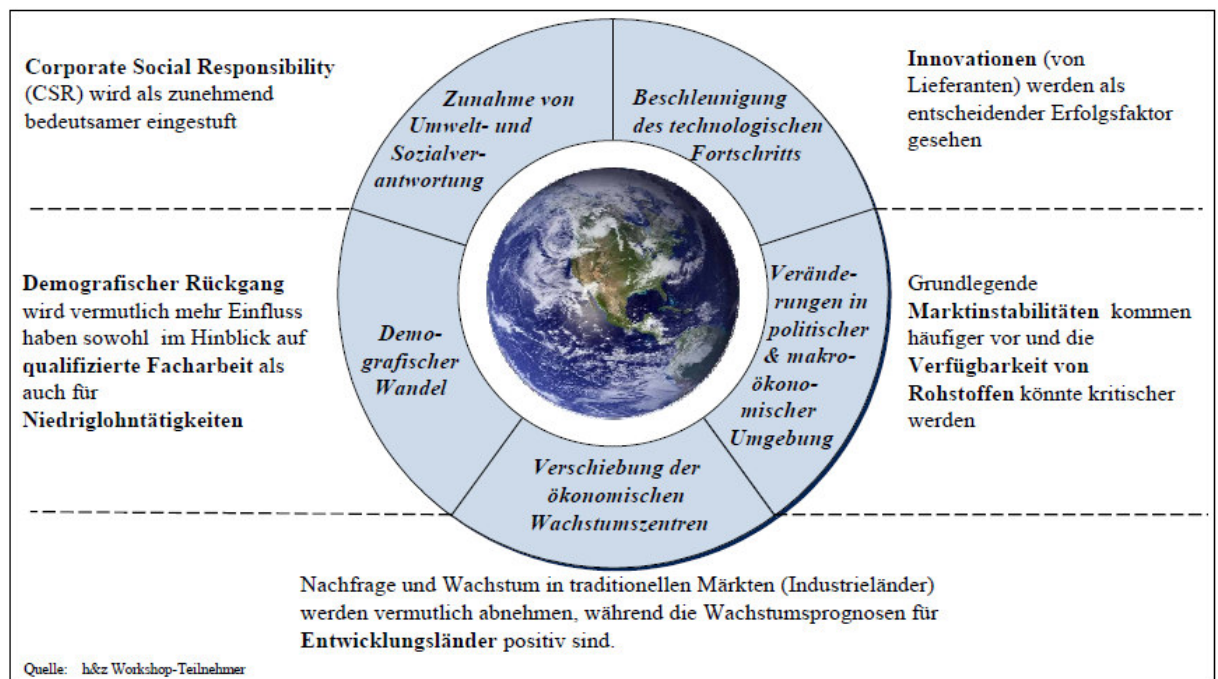 Corporate Social Responsibility
(CSR) wird als zunehmend
bedeutsamer eingestuft
Zunahme von
Umwelt- und
Sozialver-
antwortung
Beschleunigung
des technologischen
Fortschritts
Innovationen (von
Lieferanten) werden als
entscheidender Erfolgsfaktor
gesehen
Demografischer Rückgang
wird vermutlich mehr Einfluss
haben sowohl im Hinblick auf
qualifizierte Facharbeit als
auch für
Niedriglohntätigkeiten
Demo-
grafischer
Wandel
Verände-
rungen in
politischer
& makro-
ökono-
mischer
Umgebung
Grundlegende
Marktinstabilitäten kommen
häufiger vor und die
Verfügbarkeit von
Rohstoffen könnte kritischer
werden
Verschiebung der
ökonomischen
Wachstumszentren
Nachfrage und Wachstum in traditionellen Märkten (Industrieländer)
werden vermutlich abnehmen, während die Wachstumsprognosen für
Entwicklungsländer positiv sind.
Quelle: h&z Workshop-Teilnehmer